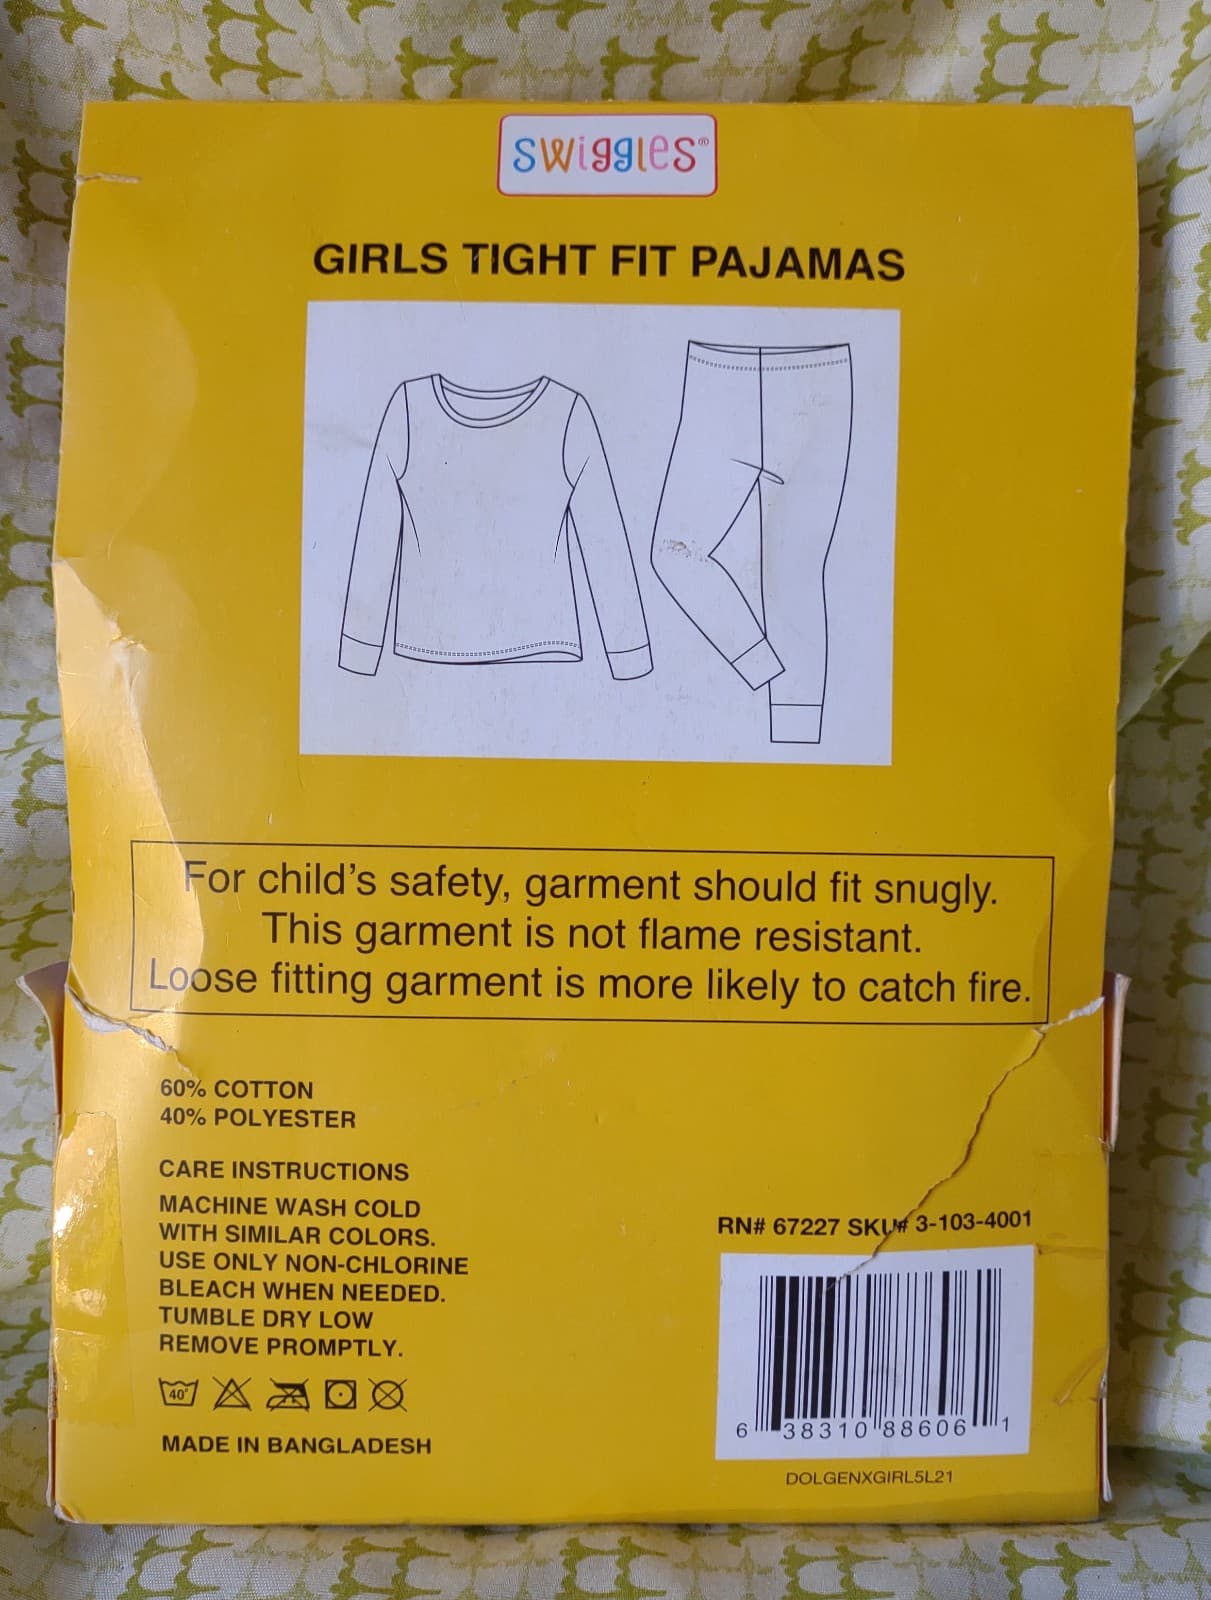 swiggles®
GIRLS TIGHT FIT PAJAMAS
For child's safety, garment should fit snugly.
This garment is not flame resistant.
Loose fitting garment is more likely to catch fire.
60% COTTON
40% POLYESTER
CARE INSTRUCTIONS
MACHINE WASH COLD
WITH SIMILAR COLORS.
USE ONLY NON-CHLORINE
BLEACH WHEN NEEDED.
TUMBLE DRY LOW
REMOVE PROMPTLY.
40°
MADE IN BANGLADESH
RN# 67227 SKU# 3-103-4001
6 38310 88606 1
DOLGENXGIRL5L21